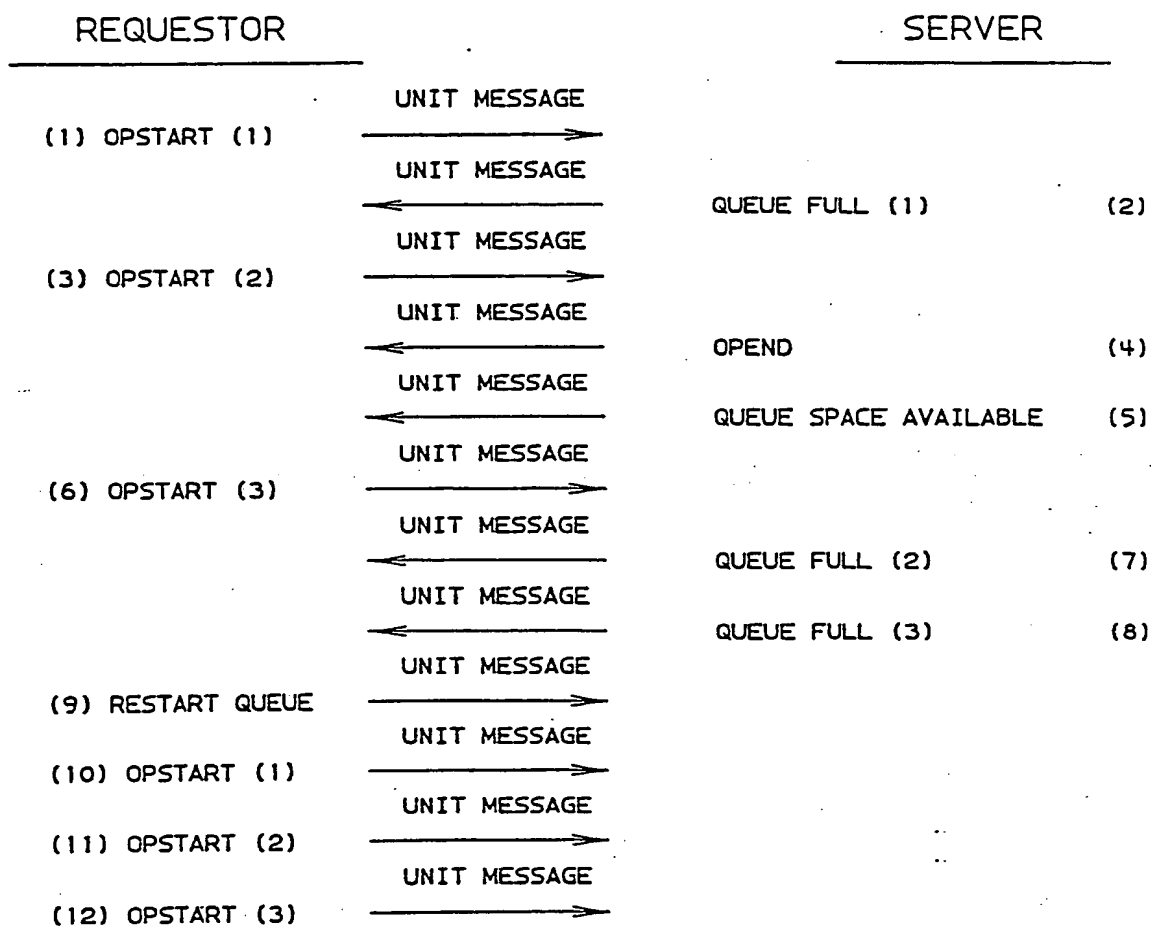 REQUESTOR SERVER
UNIT MESSAGE
(1) OPSTART (1)
UNIT MESSAGE
QUEUE FULL (1) (2)
UNIT MESSAGE
(3) OPSTART (2)
UNIT MESSAGE
OPEND (4)
UNIT MESSAGE
QUEUE SPACE AVAILABLE (5)
UNIT MESSAGE
(6) OPSTART (3)
UNIT MESSAGE
QUEUE FULL (2) (7)
UNIT MESSAGE
QUEUE FULL (3) (8)
UNIT MESSAGE
(9) RESTART QUEUE
UNIT MESSAGE
(10) OPSTART (1)
UNIT MESSAGE
(11) OPSTART (2)
UNIT MESSAGE
(12) OPSTART (3)